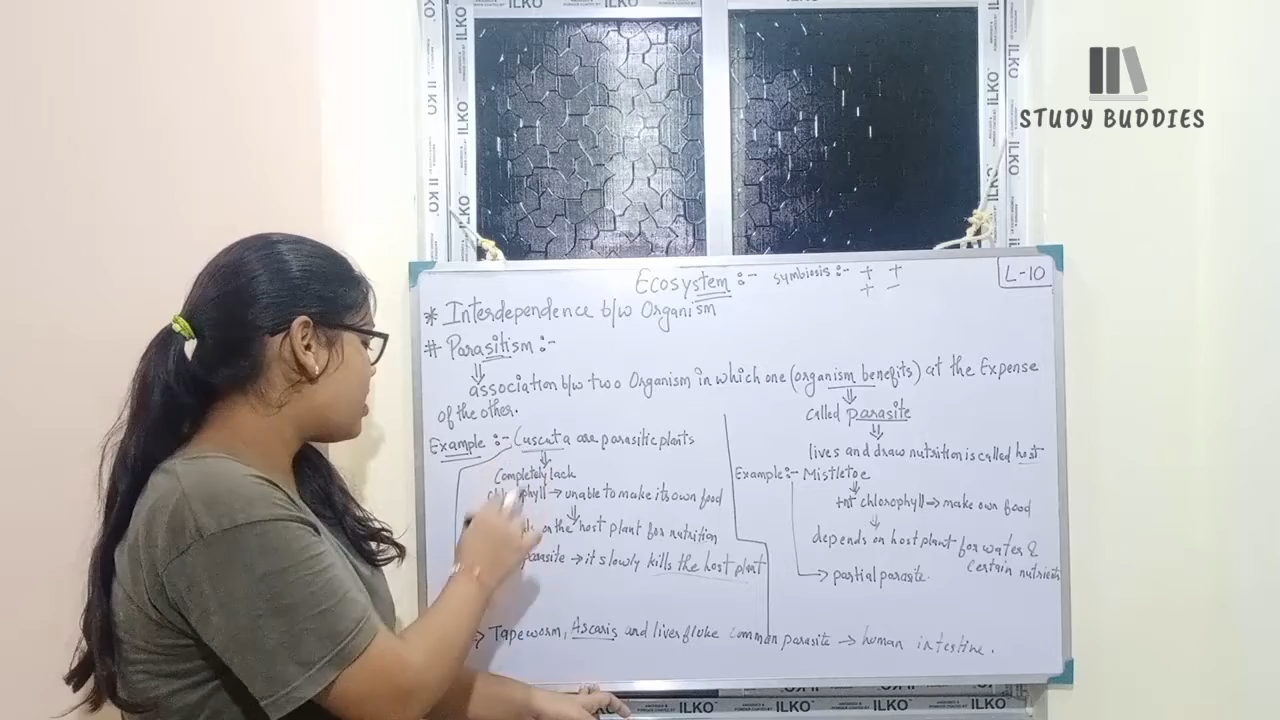 STUDY BUDDIES
ILKO
Ecosystem :- symbiosis :- + +
+ -
L-10
* Interdependence b/w Organism
# Parasitism :-
⇓
association b/w two Organism in which one (organism benefits) at the Expense
of the other.
⇓
called parasite
⇓
lives and draw nutrition is called host
Example :- Cuscuta are parasitic plants
↓
Completely lack
chlorophyll → unable to make its own food
⇓
on the host plant for nutrition
parasite → it slowly kills the host plant
Example :- Mistletoe
chlorophyll → make own food
↓
depends on host plant for water &
certain nutrients
→ partial parasite.
→ Tapeworm, Ascaris and liverfluke common parasite → human intestine.
ILKO